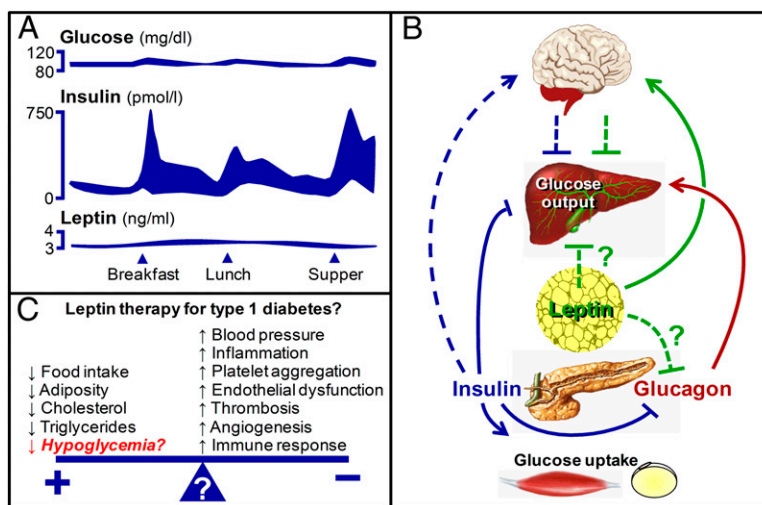 A
Glucose (mg/dl)
120
80
Insulin (pmol/l)
750
0
Leptin (ng/ml)
4
3
Breakfast Lunch Supper
C
Leptin therapy for type 1 diabetes?
↑ Blood pressure
↑ Inflammation
↓ Food intake ↑ Platelet aggregation
↓ Adiposity ↑ Endothelial dysfunction
↓ Cholesterol ↑ Thrombosis
↓ Triglycerides ↑ Angiogenesis
↓ Hypoglycemia? ↑ Immune response
+ ? −
B
Glucose
output
?
Leptin
?
Insulin Glucagon
Glucose uptake